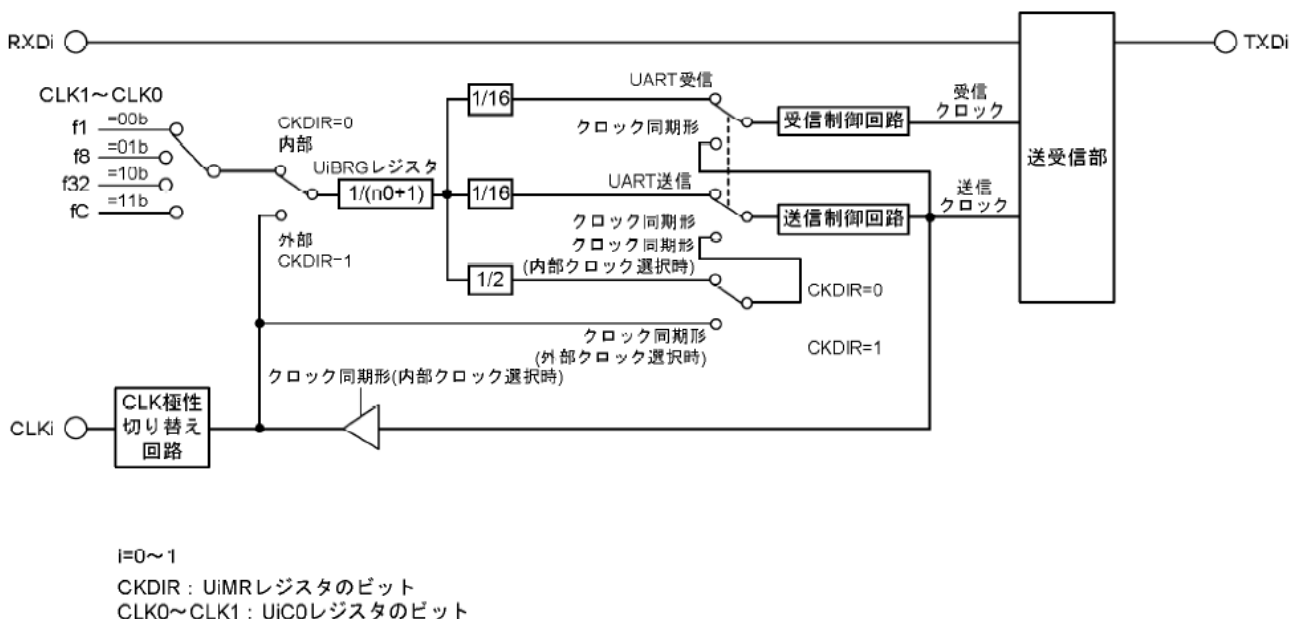 RXDi
TXDi
CLK1~CLK0
f1 =00b
f8 =01b
f32 =10b
fC =11b
CKDIR=0
内部
UiBRGレジスタ
1/(n0+1)
外部
CKDIR=1
1/16
1/16
1/2
UART受信
クロック同期形
UART送信
クロック同期形
クロック同期形
(内部クロック選択時)
CKDIR=0
クロック同期形
(外部クロック選択時)
CKDIR=1
受信制御回路
受信
クロック
送信制御回路
送信
クロック
送受信部
クロック同期形(内部クロック選択時)
CLKi
CLK極性
切り替え
回路
i=0~1
CKDIR : UiMRレジスタのビット
CLK0~CLK1 : UiC0レジスタのビット